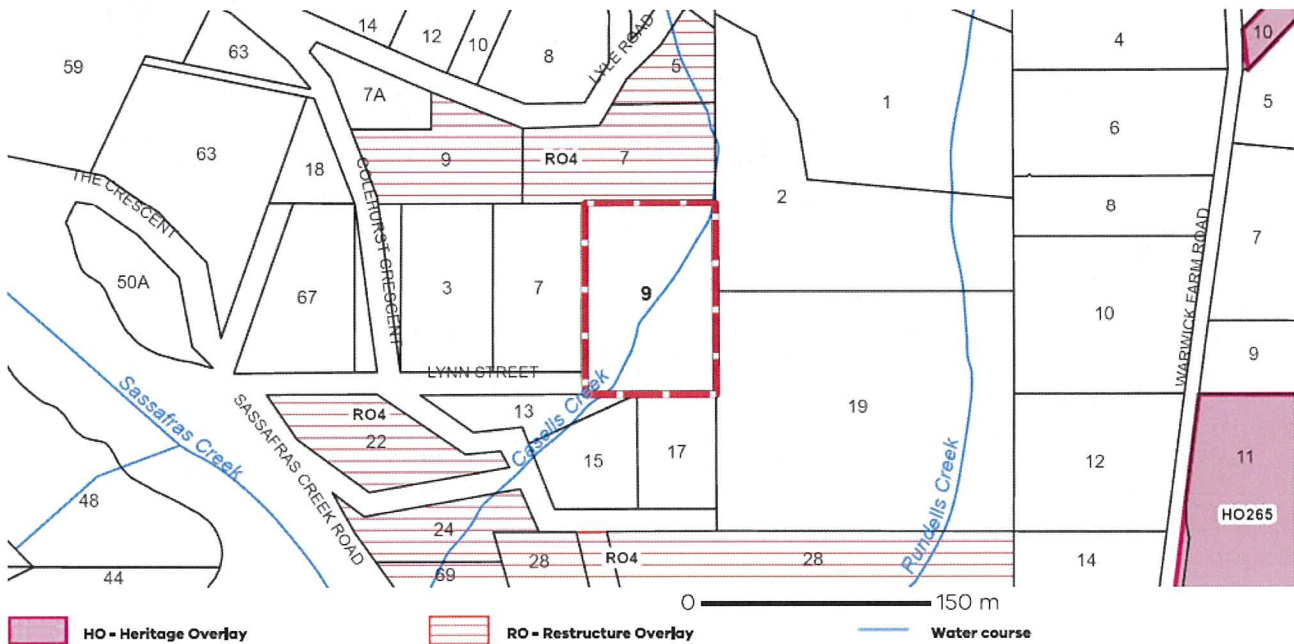 14
12
10
8
LYLE ROAD
5
4
10
59
63
7A
1
6
5
63
18
9
RO4
7
COLEHURST CRESCENT
THE CRESCENT
2
8
7
50A
67
3
7
9
10
WARWICK FARM ROAD
9
LYNN STREET
Sassafras Creek
SASSAFRAS CREEK ROAD
RO4
22
13
Casells Creek
15
17
19
12
11
HO265
48
24
Rundells Creek
44
69
28
RO4
28
14
0 150 m
HO - Heritage Overlay
RO - Restructure Overlay
Water course